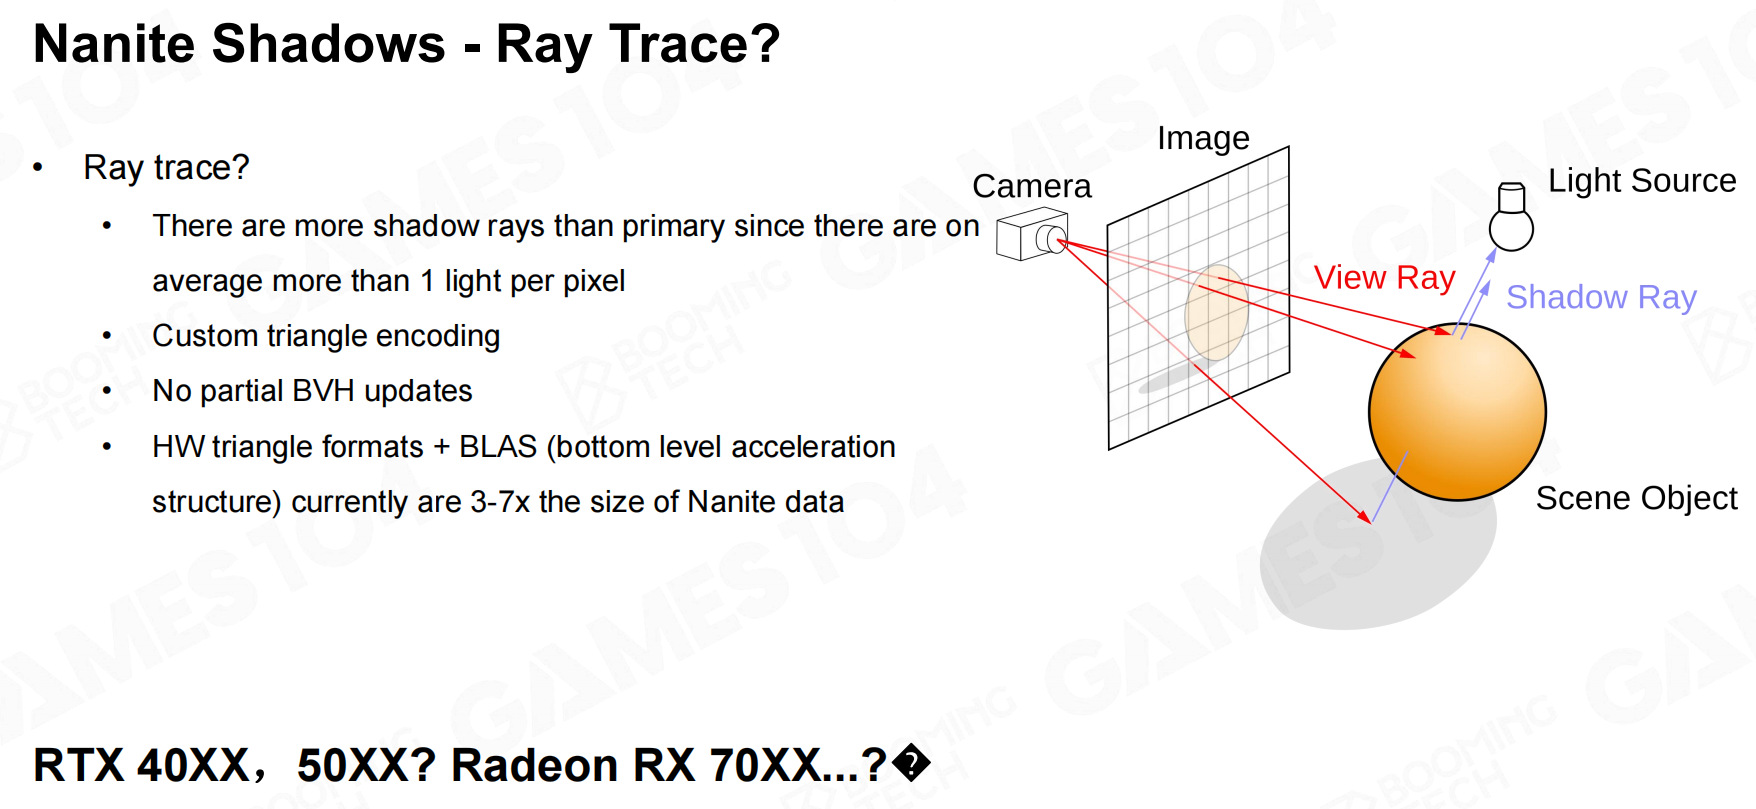 Nanite Shadows - Ray Trace?
• Ray trace?
• There are more shadow rays than primary since there are on
average more than 1 light per pixel
• Custom triangle encoding
• No partial BVH updates
• HW triangle formats + BLAS (bottom level acceleration
structure) currently are 3-7x the size of Nanite data
Image
Camera
Light Source
View Ray
Shadow Ray
Scene Object
RTX 40XX，50XX? Radeon RX 70XX...?�
GAMES104
BOOMING
TECH